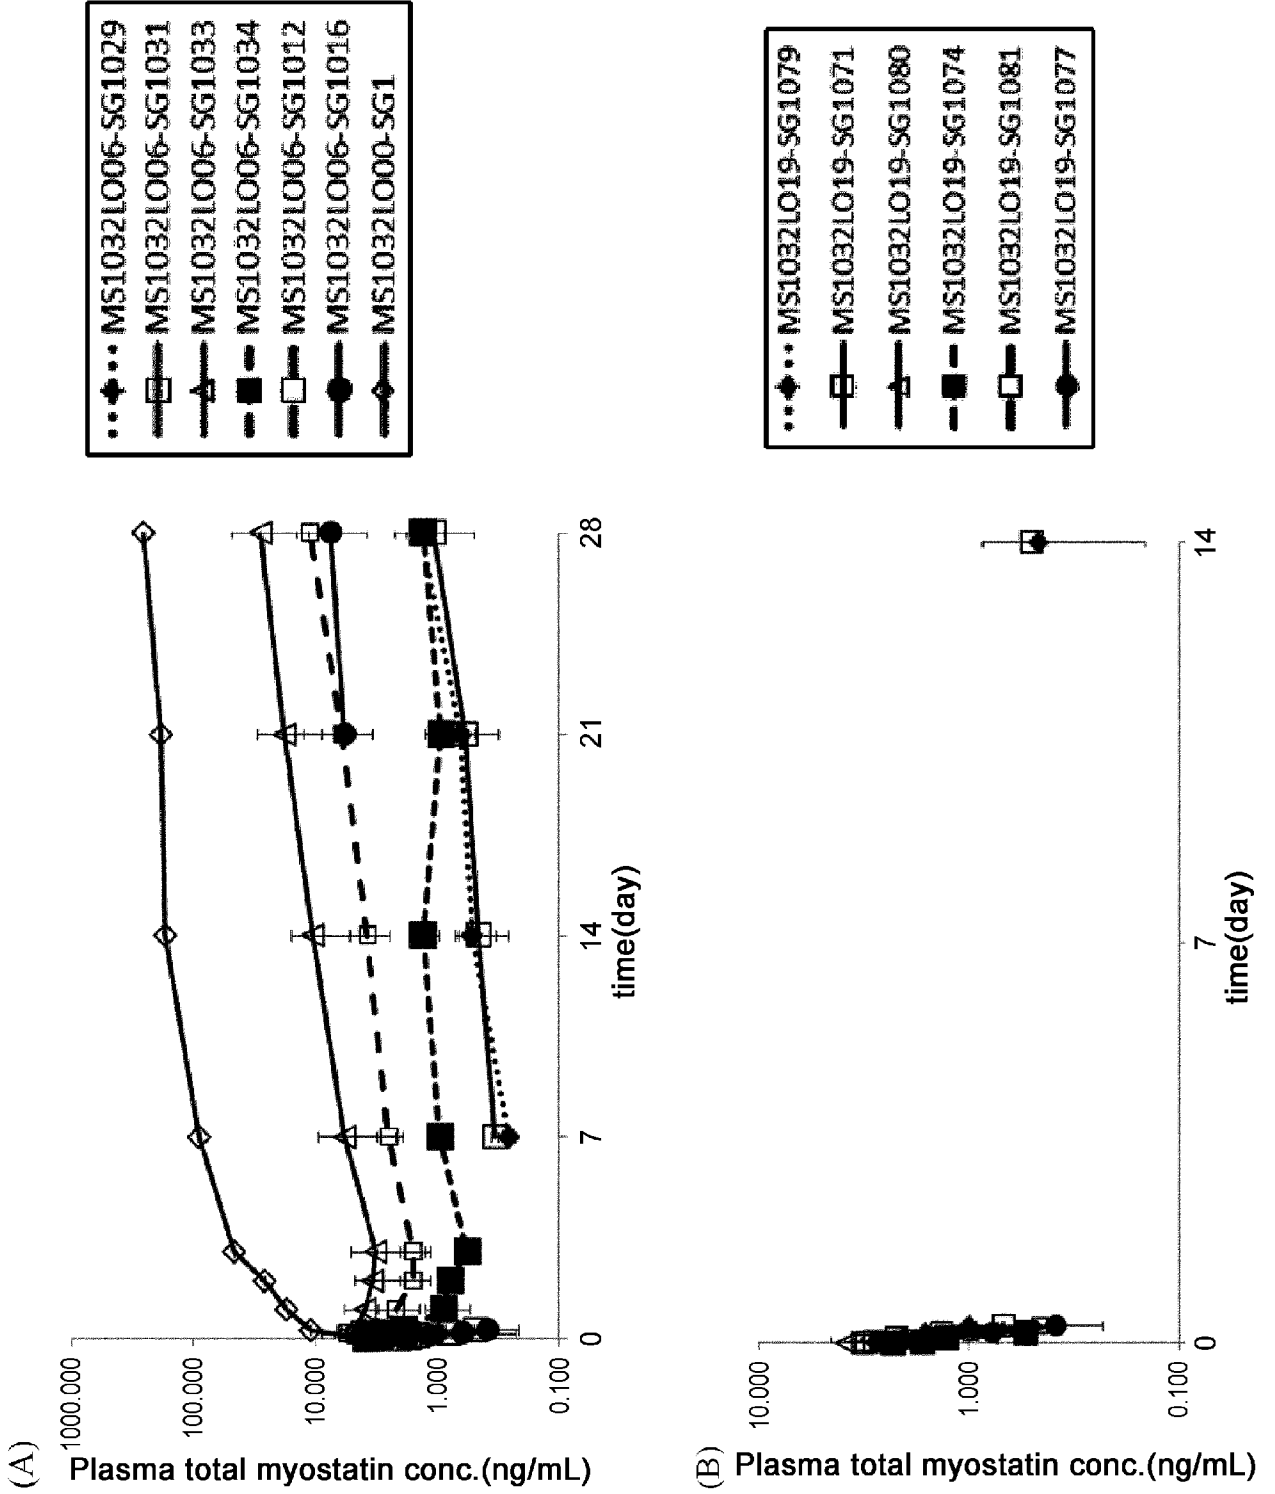 (A)
Plasma total myostatin conc.(ng/mL)
1000.000
100.000
10.000
1.000
0.100
0
7
14
21
28
time(day)
MS1032LO06-SG1029
MS1032LO06-SG1031
MS1032LO06-SG1033
MS1032LO06-SG1034
MS1032LO06-SG1012
MS1032LO06-SG1016
MS1032LO00-SG1
(B)
Plasma total myostatin conc.(ng/mL)
10.000
1.000
0.100
0
7
14
time(day)
MS1032LO19-SG1079
MS1032LO19-SG1071
MS1032LO19-SG1080
MS1032LO19-SG1074
MS1032LO19-SG1081
MS1032LO19-SG1077